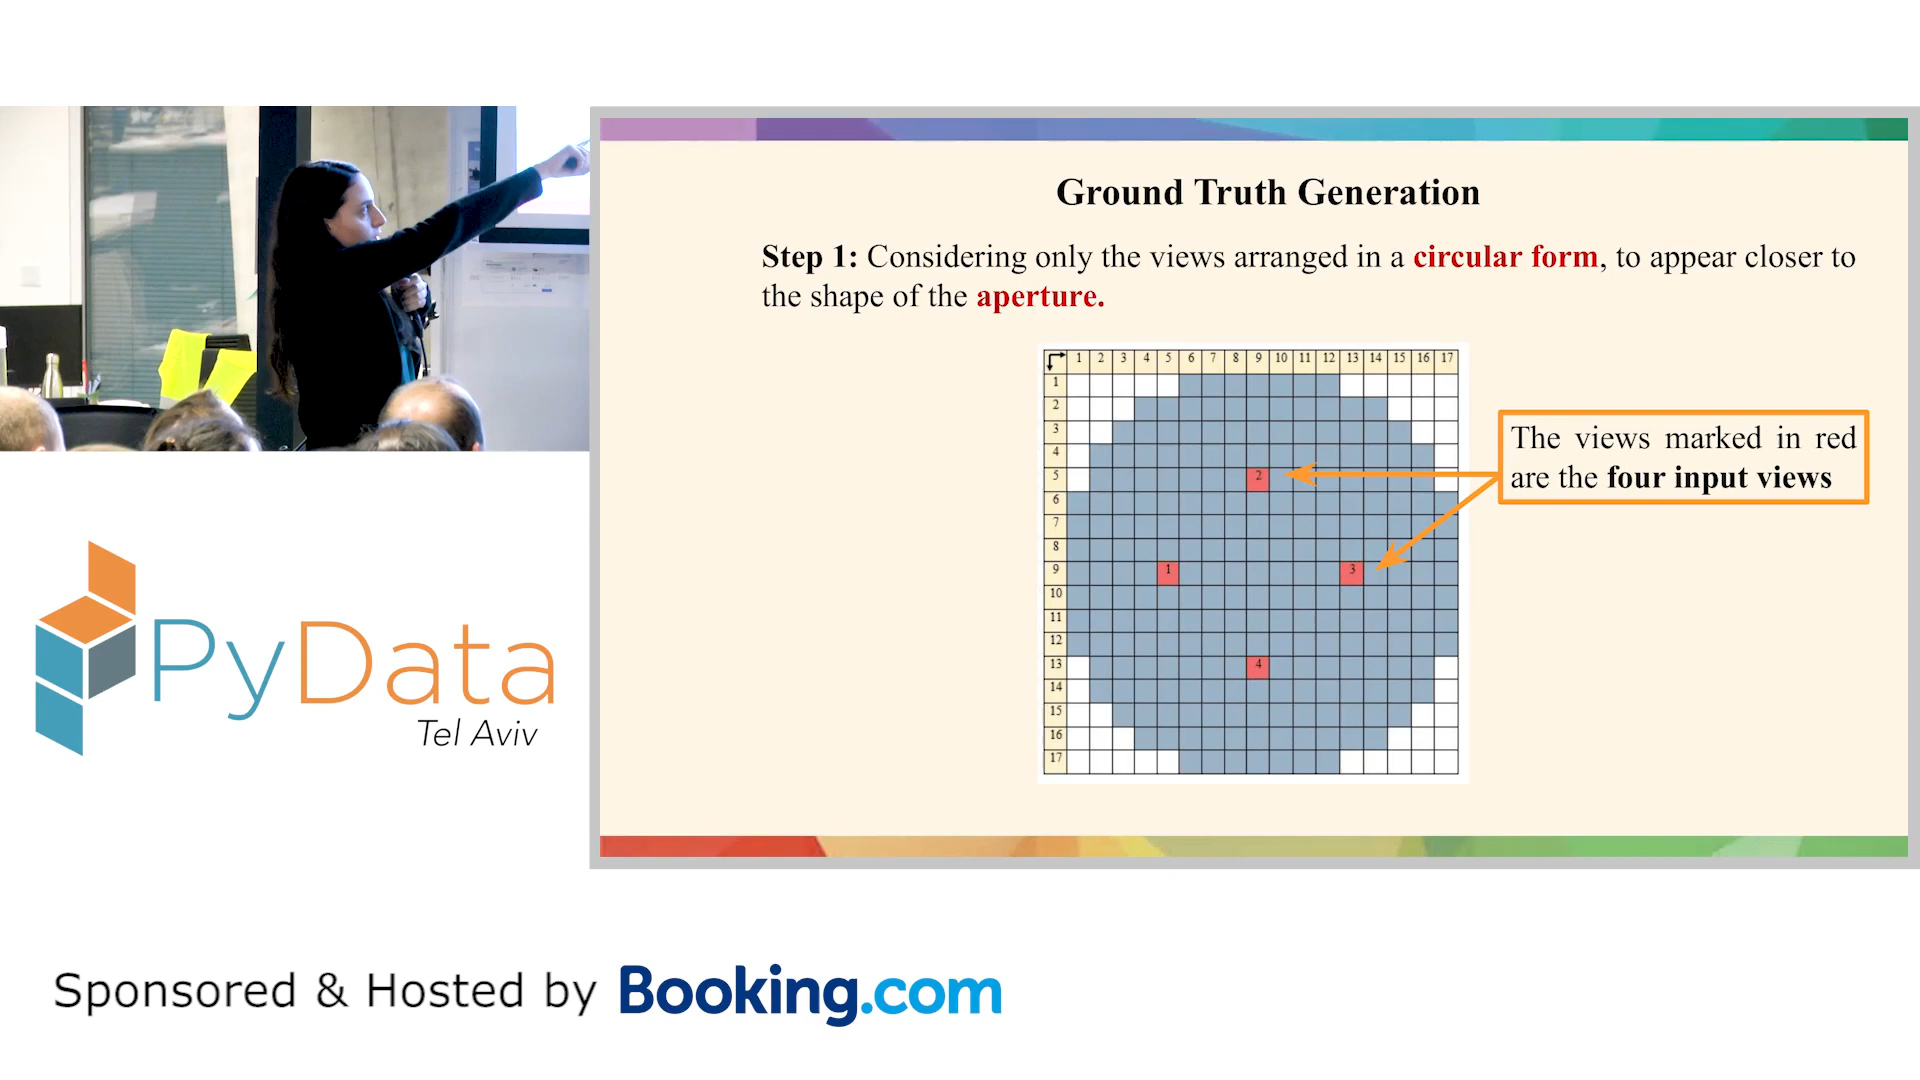 Ground Truth Generation
Step 1: Considering only the views arranged in a circular form, to appear closer to
the shape of the aperture.
1 2 3 4 5 6 7 8 9 10 11 12 13 14 15 16 17
1
2
3
4
5 2
6
7
8
9 1 3
10
11
12
13 4
14
15
16
17
The views marked in red
are the four input views
PyData
Tel Aviv
Sponsored & Hosted by Booking.com